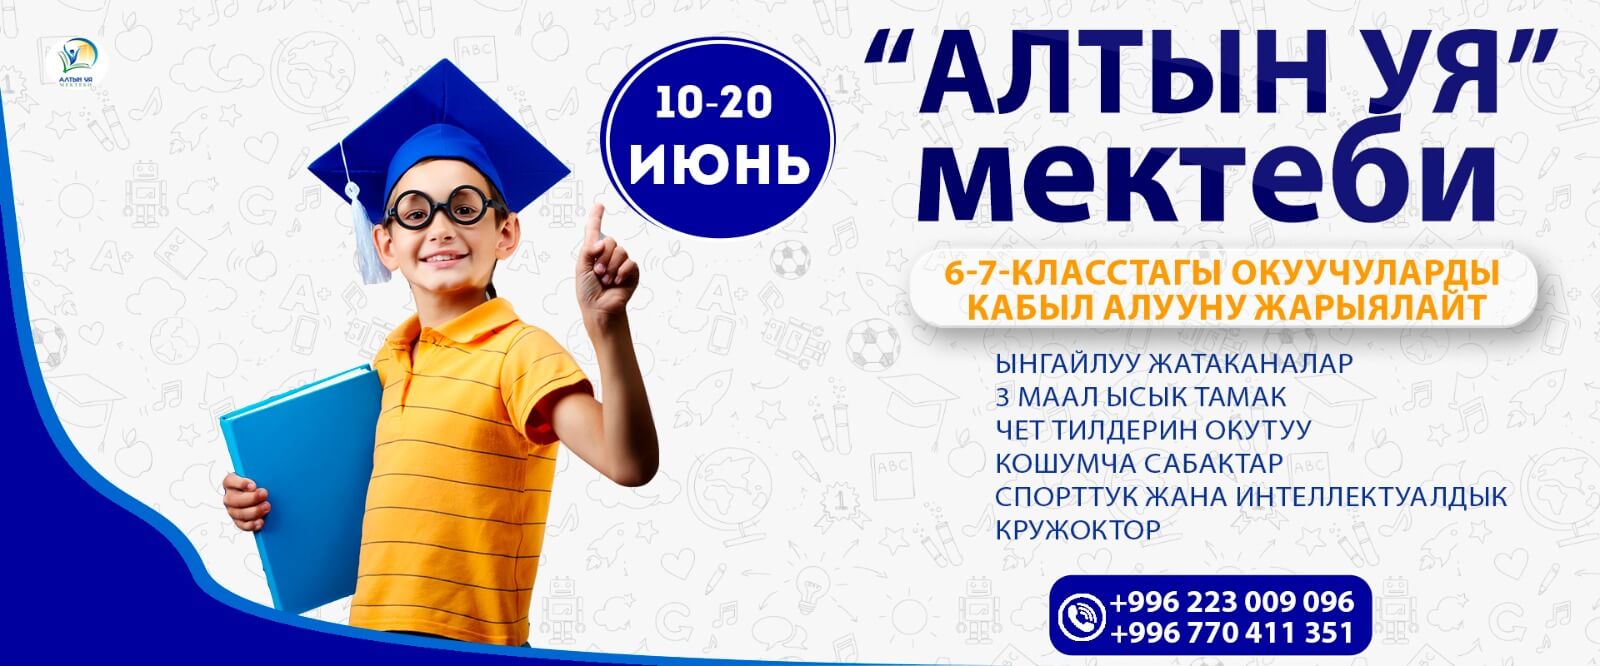 АЛТЫН УЯ
МЕКТЕБИ
10-20
ИЮНЬ
“АЛТЫН УЯ”
мектеби
6-7-КЛАССТАГЫ ОКУУЧУЛАРДЫ
КАБЫЛ АЛУУНУ ЖАРЫЯЛАЙТ
ЫНГАЙЛУУ ЖАТАКАНАЛАР
3 МААЛ ЫСЫК ТАМАК
ЧЕТ ТИЛДЕРИН ОКУТУУ
КОШУМЧА САБАКТАР
СПОРТТУК ЖАНА ИНТЕЛЛЕКТУАЛДЫК
КРУЖОКТОР
+996 223 009 096
+996 770 411 351